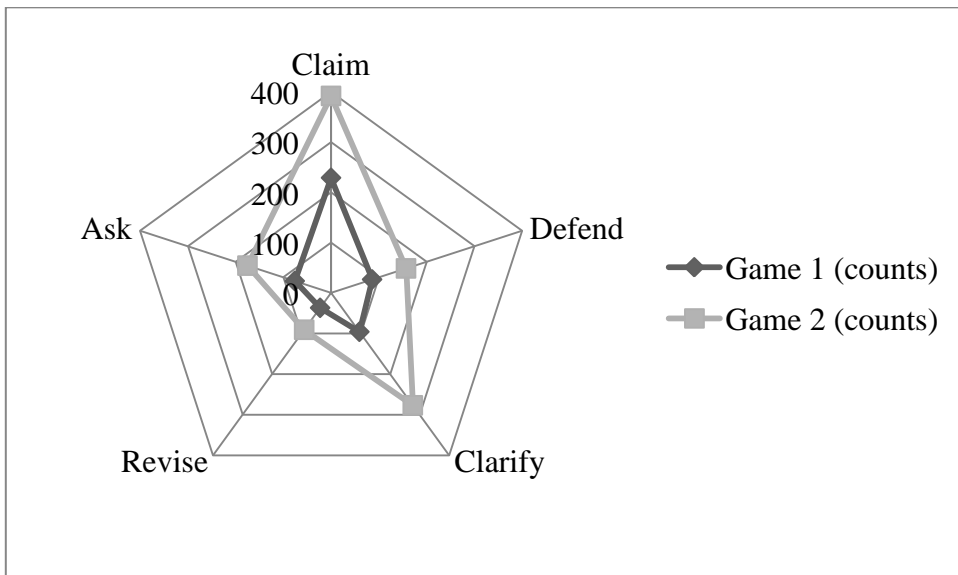 Claim
400
300
200
100
0
Ask
Defend
Revise
Clarify
Game 1 (counts)
Game 2 (counts)